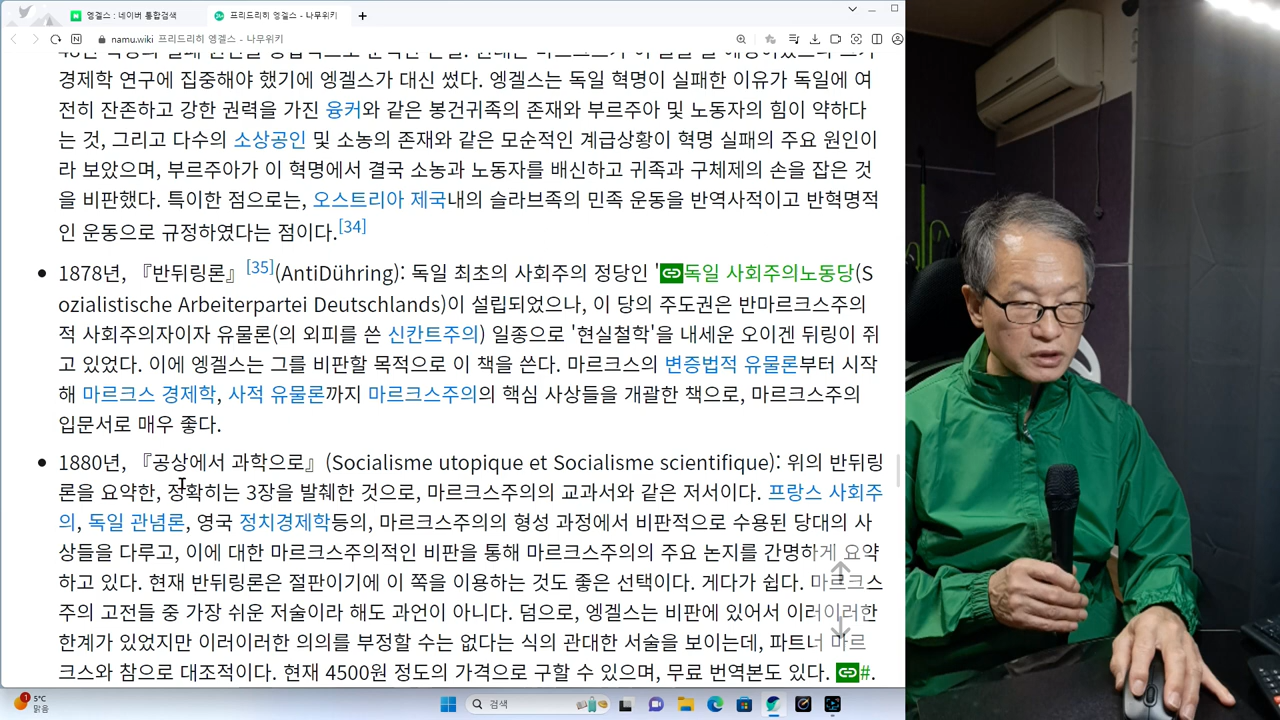 엥겔스 : 네이버 통합검색
프리드리히 엥겔스 - 나무위키
namu.wiki 프리드리히 엥겔스 - 나무위키
경제학 연구에 집중해야 했기에 엥겔스가 대신 썼다. 엥겔스는 독일 혁명이 실패한 이유가 독일에 여
전히 잔존하고 강한 권력을 가진 융커와 같은 봉건귀족의 존재와 부르주아 및 노동자의 힘이 약하다
는 것, 그리고 다수의 소상공인 및 소농의 존재와 같은 모순적인 계급상황이 혁명 실패의 주요 원인이
라 보았으며, 부르주아가 이 혁명에서 결국 소농과 노동자를 배신하고 귀족과 구체제의 손을 잡은 것
을 비판했다. 특이한 점으로는, 오스트리아 제국내의 슬라브족의 민족 운동을 반역사적이고 반혁명적
인 운동으로 규정하였다는 점이다.[34]
1878년, 『반뒤링론』[35](AntiDühring): 독일 최초의 사회주의 정당인 '독일 사회주의노동당(S
ozialistische Arbeiterpartei Deutschlands)이 설립되었으나, 이 당의 주도권은 반마르크스주의
적 사회주의자이자 유물론(의 외피를 쓴 신칸트주의) 일종으로 '현실철학'을 내세운 오이겐 뒤링이 쥐
고 있었다. 이에 엥겔스는 그를 비판할 목적으로 이 책을 쓴다. 마르크스의 변증법적 유물론부터 시작
해 마르크스 경제학, 사적 유물론까지 마르크스주의의 핵심 사상들을 개괄한 책으로, 마르크스주의
입문서로 매우 좋다.
1880년, 『공상에서 과학으로』(Socialisme utopique et Socialisme scientifique): 위의 반뒤링
론을 요약한, 정확히는 3장을 발췌한 것으로, 마르크스주의의 교과서와 같은 저서이다. 프랑스 사회주
의, 독일 관념론, 영국 정치경제학등의, 마르크스주의의 형성 과정에서 비판적으로 수용된 당대의 사
상들을 다루고, 이에 대한 마르크스주의적인 비판을 통해 마르크스주의의 주요 논지를 간명하게 요약
하고 있다. 현재 반뒤링론은 절판이기에 이 쪽을 이용하는 것도 좋은 선택이다. 게다가 쉽다. 마르크스
주의 고전들 중 가장 쉬운 저술이라 해도 과언이 아니다. 덤으로, 엥겔스는 비판에 있어서 이러이러한
한계가 있었지만 이러이러한 의의를 부정할 수는 없다는 식의 관대한 서술을 보이는데, 파트너 마르
크스와 참으로 대조적이다. 현재 4500원 정도의 가격으로 구할 수 있으며, 무료 번역본도 있다. #.
1
5°C
맑음
검색